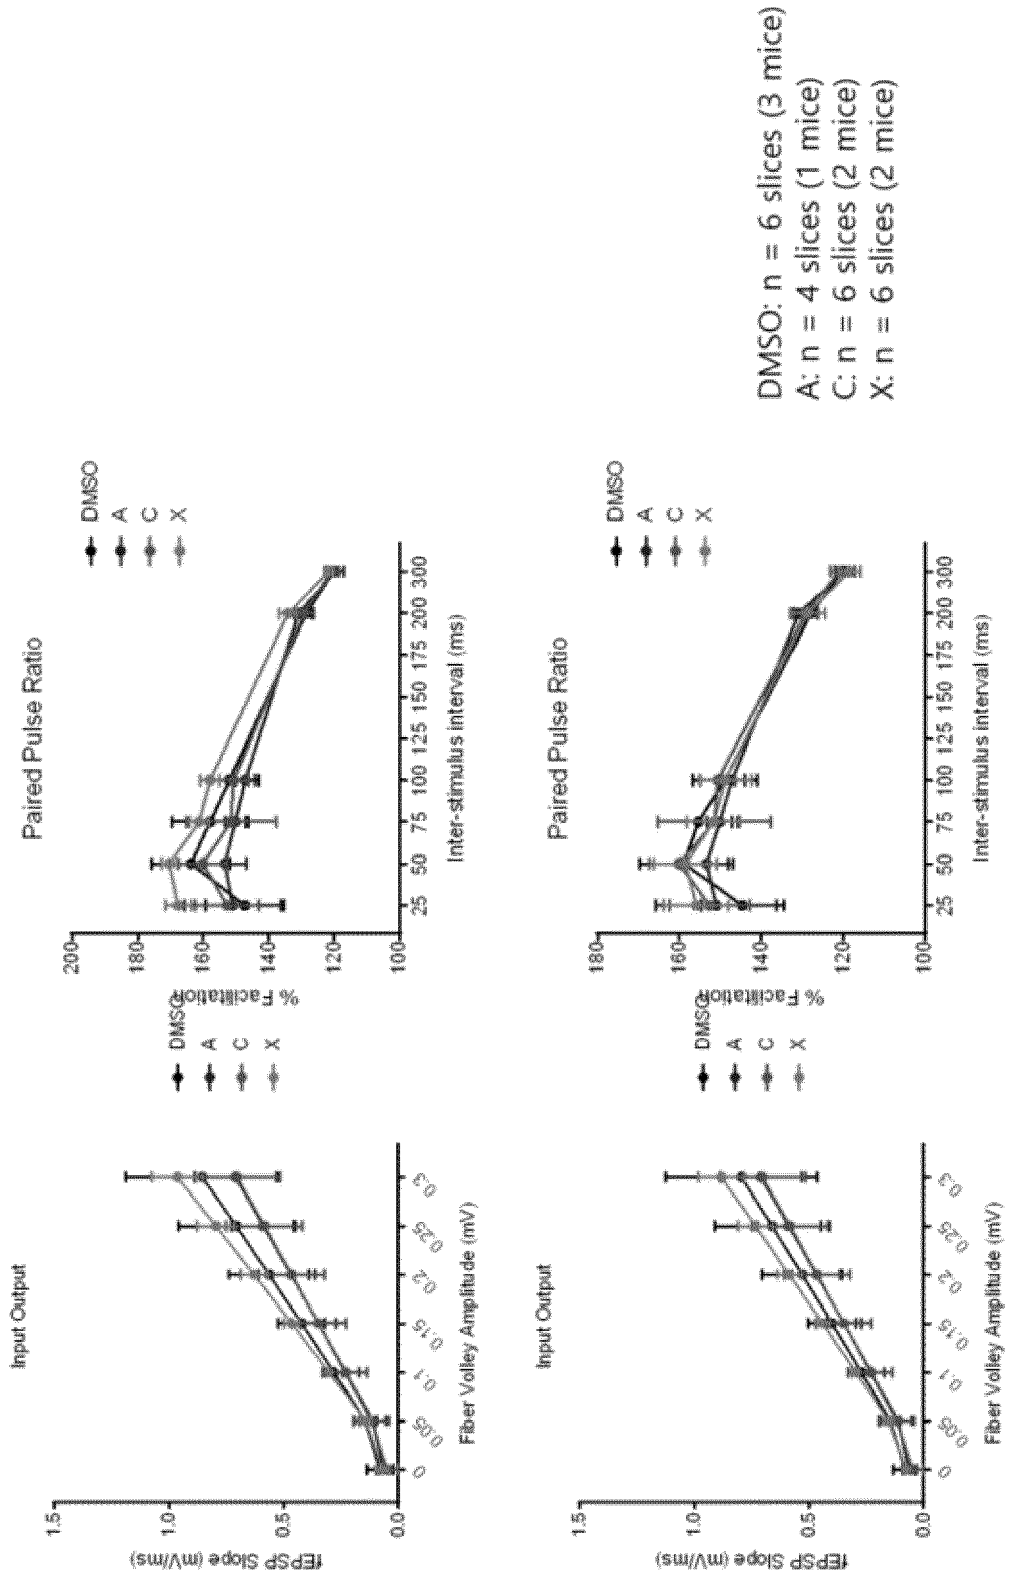 Input Output
1.5
1.0
0.5
0.0
fEPSP Slope (mV/ms)
0
0.05
0.1
0.15
0.2
0.25
0.3
Fiber Volley Amplitude (mV)
DMSO
A
C
X
Paired Pulse Ratio
200
180
160
140
120
100
% Facilitation
25 50 75 100 125 150 175 200 300
Inter-stimulus interval (ms)
DMSO
A
C
X
Input Output
1.5
1.0
0.5
0.0
fEPSP Slope (mV/ms)
0
0.05
0.1
0.15
0.2
0.25
0.3
Fiber Volley Amplitude (mV)
DMSO
A
C
X
Paired Pulse Ratio
180
160
140
120
100
% Facilitation
25 50 75 100 125 150 175 200 300
Inter-stimulus interval (ms)
DMSO
A
C
X
DMSO: n = 6 slices (3 mice)
A: n = 4 slices (1 mice)
C: n = 6 slices (2 mice)
X: n = 6 slices (2 mice)